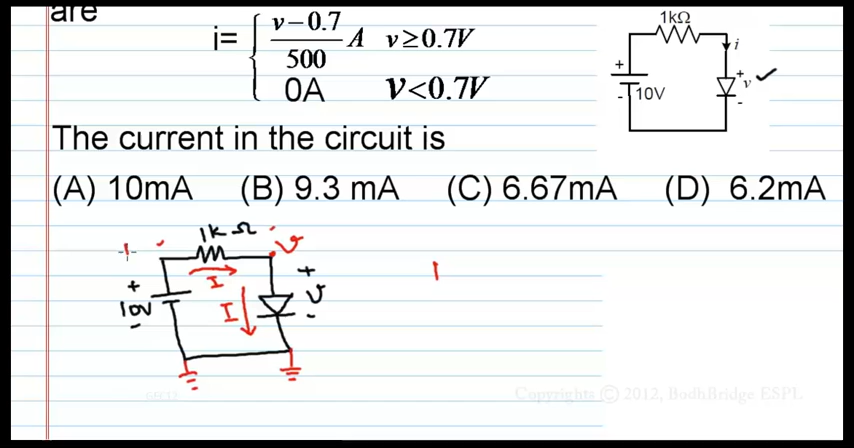 are
i= { v−0.7 / 500 A v≥0.7V
0A v<0.7V
1kΩ
i
+
+
v
- 10V
-
The current in the circuit is
(A) 10mA (B) 9.3 mA (C) 6.67mA (D) 6.2mA
1kΩ
+ v
+ I +
10V I v
- -
Copyrights © 2012, BodhBridge ESPL